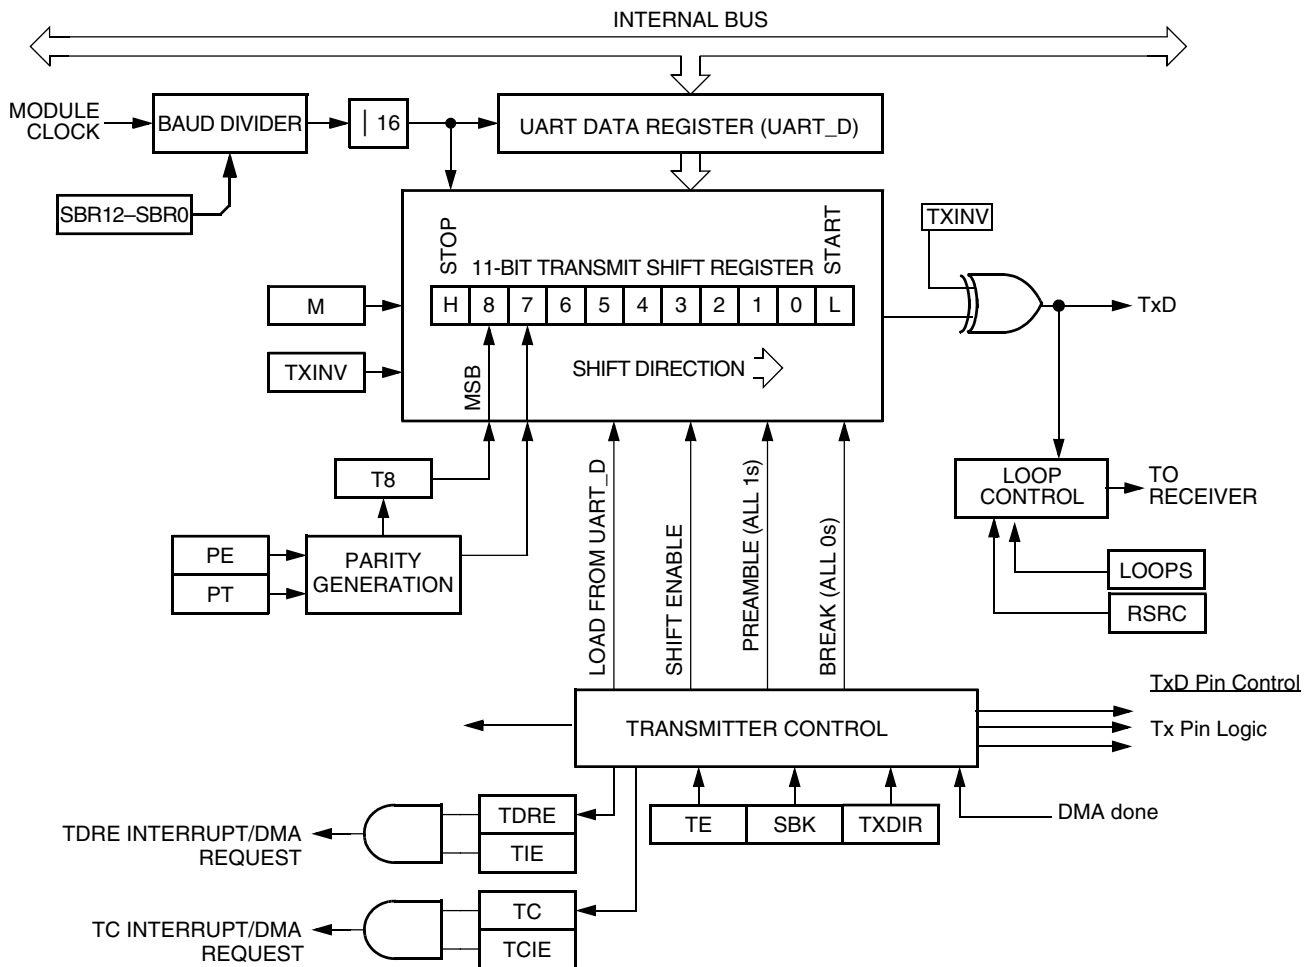 INTERNAL BUS
MODULE
CLOCK
BAUD DIVIDER
| 16
UART DATA REGISTER (UART_D)
SBR12–SBR0
STOP
START
11-BIT TRANSMIT SHIFT REGISTER
H 8 7 6 5 4 3 2 1 0 L
M
TXINV
MSB
SHIFT DIRECTION
TXINV
TxD
T8
LOOP
CONTROL
TO
RECEIVER
PE
PT
PARITY
GENERATION
LOAD FROM UART_D
SHIFT ENABLE
PREAMBLE (ALL 1s)
BREAK (ALL 0s)
LOOPS
RSRC
TRANSMITTER CONTROL
TxD Pin Control
Tx Pin Logic
TE
SBK
TXDIR
DMA done
TDRE INTERRUPT/DMA
REQUEST
TDRE
TIE
TC INTERRUPT/DMA
REQUEST
TC
TCIE